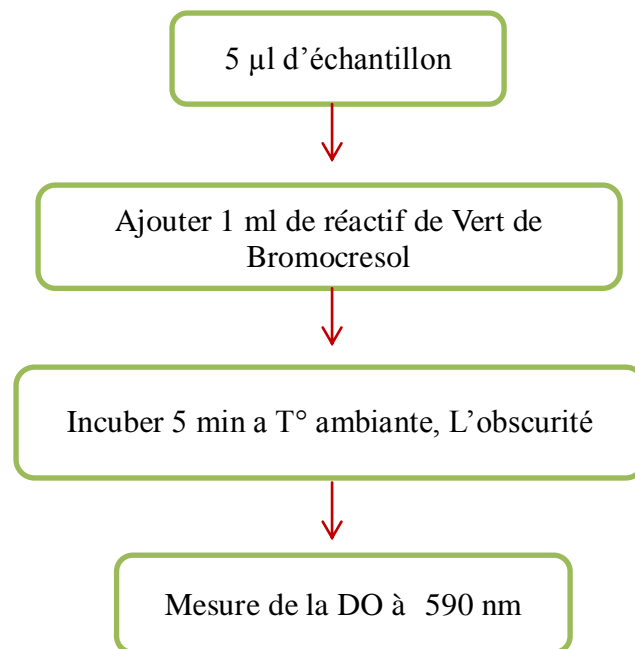 5 µl d’échantillon
Ajouter 1 ml de réactif de Vert de
Bromocresol
Incuber 5 min a T° ambiante, L’obscurité
Mesure de la DO à 590 nm